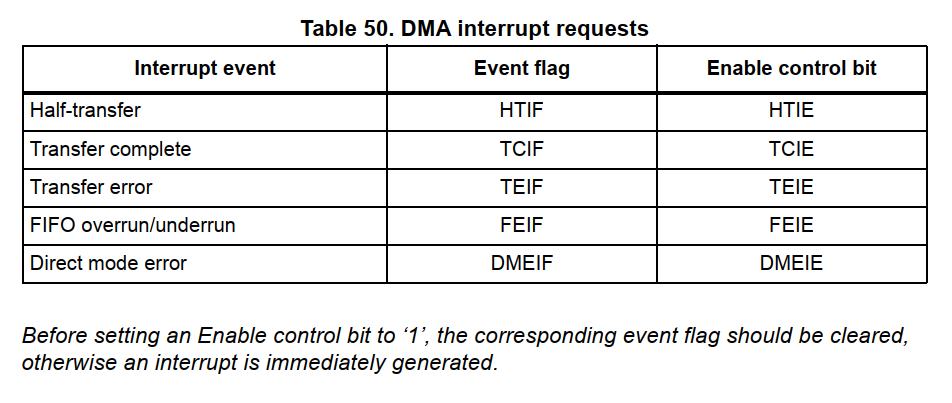 Table 50. DMA interrupt requests
Interrupt event Event flag Enable control bit
Half-transfer HTIF HTIE
Transfer complete TCIF TCIE
Transfer error TEIF TEIE
FIFO overrun/underrun FEIF FEIE
Direct mode error DMEIF DMEIE
Before setting an Enable control bit to ‘1’, the corresponding event flag should be cleared,
otherwise an interrupt is immediately generated.